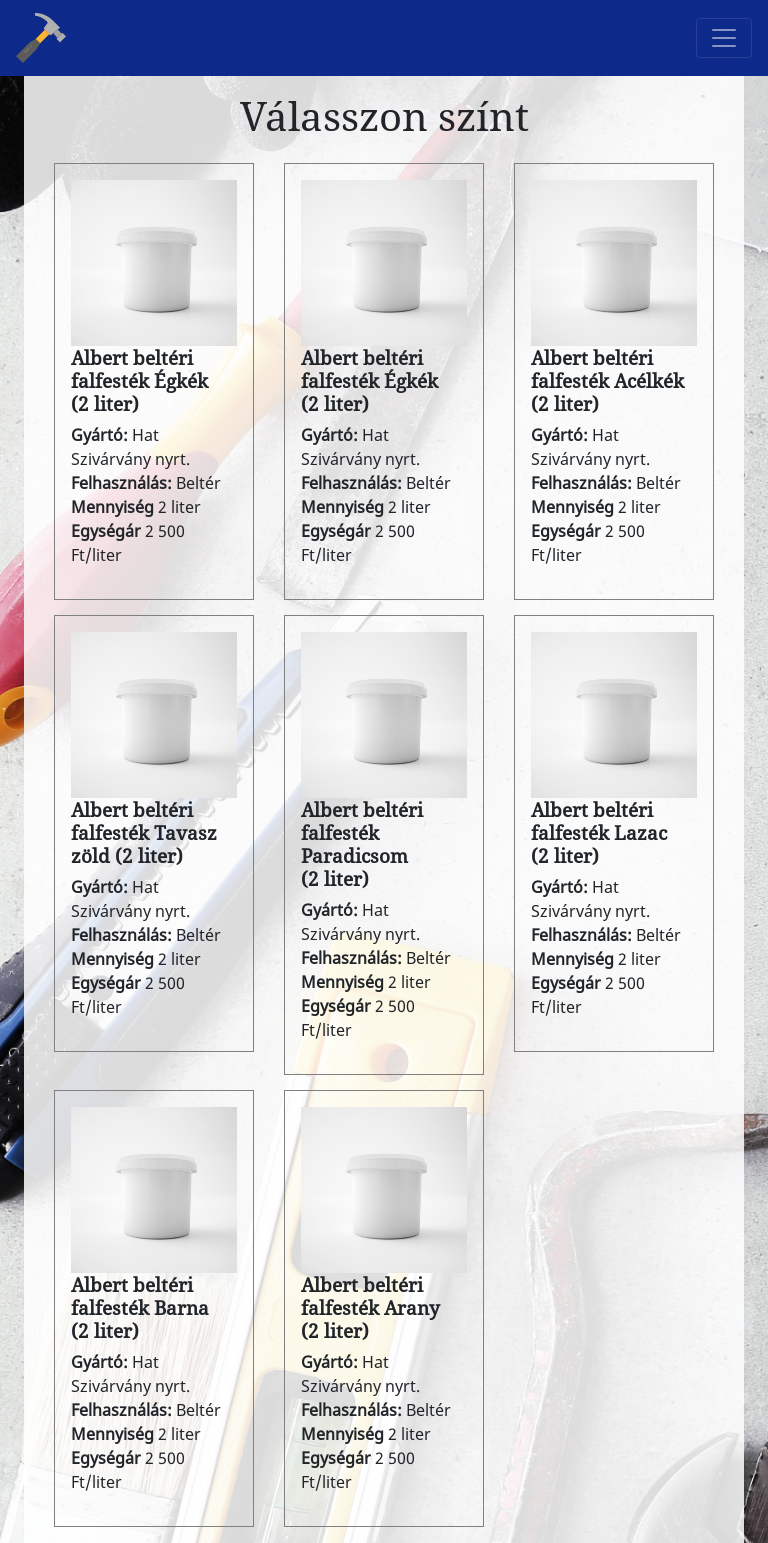 Válasszon színt
Albert beltéri
falfesték Égkék
(2 liter)
Gyártó: Hat
Szivárvány nyrt.
Felhasználás: Beltér
Mennyiség 2 liter
Egységár 2 500
Ft/liter
Albert beltéri
falfesték Égkék
(2 liter)
Gyártó: Hat
Szivárvány nyrt.
Felhasználás: Beltér
Mennyiség 2 liter
Egységár 2 500
Ft/liter
Albert beltéri
falfesték Acélkék
(2 liter)
Gyártó: Hat
Szivárvány nyrt.
Felhasználás: Beltér
Mennyiség 2 liter
Egységár 2 500
Ft/liter
Albert beltéri
falfesték Tavasz
zöld (2 liter)
Gyártó: Hat
Szivárvány nyrt.
Felhasználás: Beltér
Mennyiség 2 liter
Egységár 2 500
Ft/liter
Albert beltéri
falfesték
Paradicsom
(2 liter)
Gyártó: Hat
Szivárvány nyrt.
Felhasználás: Beltér
Mennyiség 2 liter
Egységár 2 500
Ft/liter
Albert beltéri
falfesték Lazac
(2 liter)
Gyártó: Hat
Szivárvány nyrt.
Felhasználás: Beltér
Mennyiség 2 liter
Egységár 2 500
Ft/liter
Albert beltéri
falfesték Barna
(2 liter)
Gyártó: Hat
Szivárvány nyrt.
Felhasználás: Beltér
Mennyiség 2 liter
Egységár 2 500
Ft/liter
Albert beltéri
falfesték Arany
(2 liter)
Gyártó: Hat
Szivárvány nyrt.
Felhasználás: Beltér
Mennyiség 2 liter
Egységár 2 500
Ft/liter